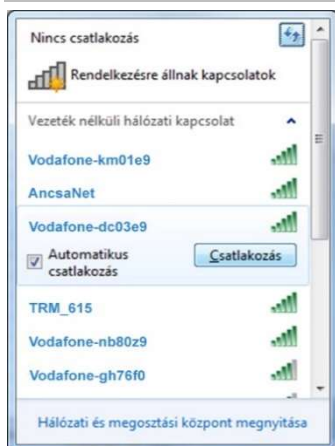 Nincs csatlakozás
Rendelkezésre állnak kapcsolatok
Vezeték nélküli hálózati kapcsolat
Vodafone-km01e9
AncsaNet
Vodafone-dc03e9
Automatikus
csatlakozás
Csatlakozás
TRM_615
Vodafone-nb80z9
Vodafone-gh76f0
Hálózati és megosztási központ megnyitása